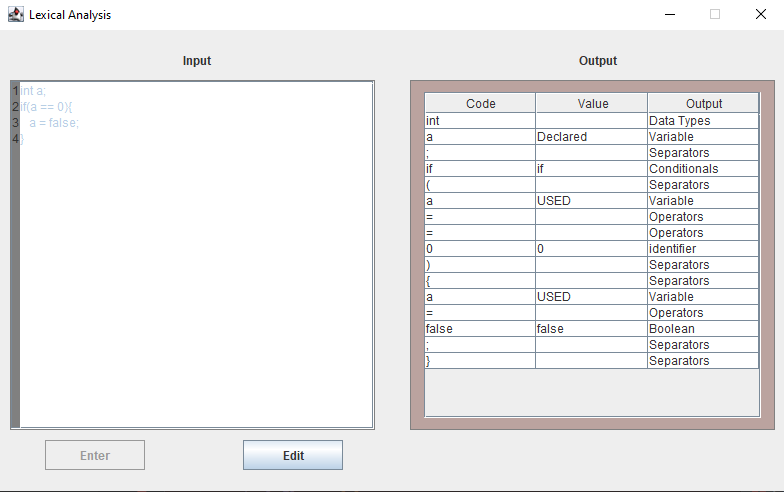 Lexical Analysis
Input
1 int a;
2 if(a == 0){
3 a = false;
4 }
Enter
Edit
Output
Code Value Output
int Data Types
a Declared Variable
; Separators
if if Conditionals
( Separators
a USED Variable
= Operators
= Operators
0 0 identifier
) Separators
{ Separators
a USED Variable
= Operators
false false Boolean
; Separators
} Separators